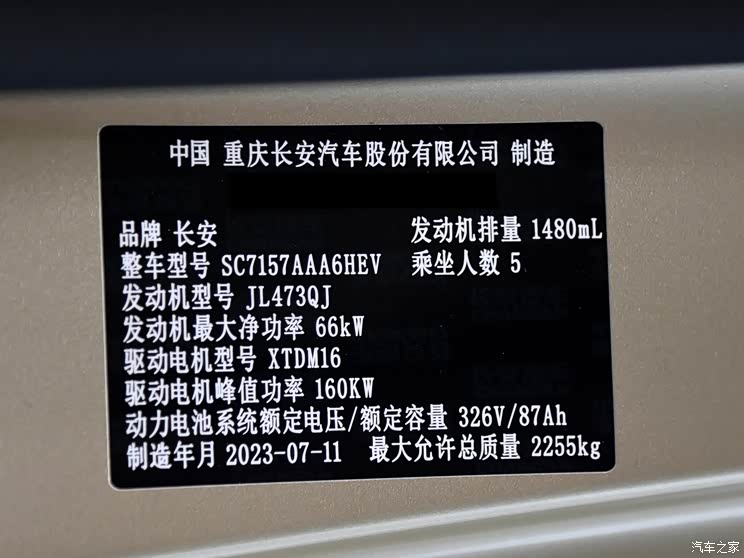 中国 重庆长安汽车股份有限公司 制造
品牌 长安 发动机排量 1480mL
整车型号 SC7157AAA6HEV 乘坐人数 5
发动机型号 JL473QJ
发动机最大净功率 66kW
驱动电机型号 XTDM16
驱动电机峰值功率 160KW
动力电池系统额定电压/额定容量 326V/87Ah
制造年月 2023-07-11 最大允许总质量 2255kg
汽车之家